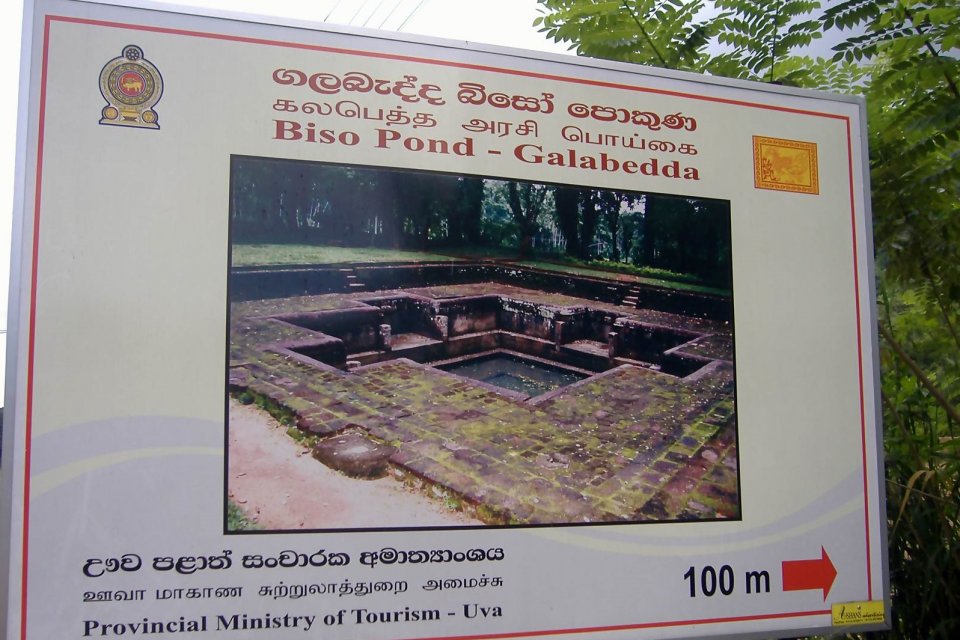 ගලබැද්ද බිසෝ පොකුණ
கலபெத்த அரசி பொய்கை
Biso Pond - Galabedda
ඌව පළාත් සංචාරක අමාත්‍යාංශය
ஊவா மாகாண சுற்றுலாத்துறை அமைச்சு
Provincial Ministry of Tourism - Uva
100 m